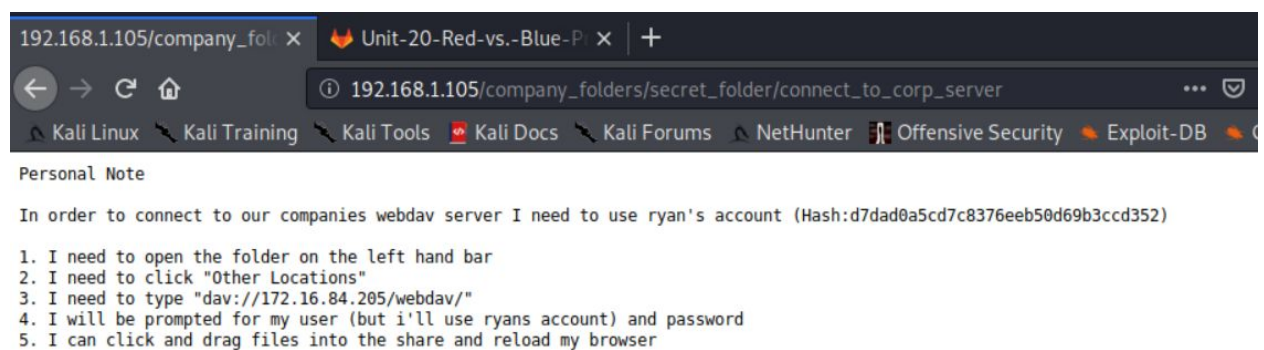 192.168.1.105/company_fol
Unit-20-Red-vs.-Blue-P
192.168.1.105/company_folders/secret_folder/connect_to_corp_server
Kali Linux Kali Training Kali Tools Kali Docs Kali Forums NetHunter Offensive Security Exploit-DB
Personal Note
In order to connect to our companies webdav server I need to use ryan's account (Hash:d7dad0a5cd7c8376eeb50d69b3ccd352)
1. I need to open the folder on the left hand bar
2. I need to click "Other Locations"
3. I need to type "dav://172.16.84.205/webdav/"
4. I will be prompted for my user (but i'll use ryans account) and password
5. I can click and drag files into the share and reload my browser